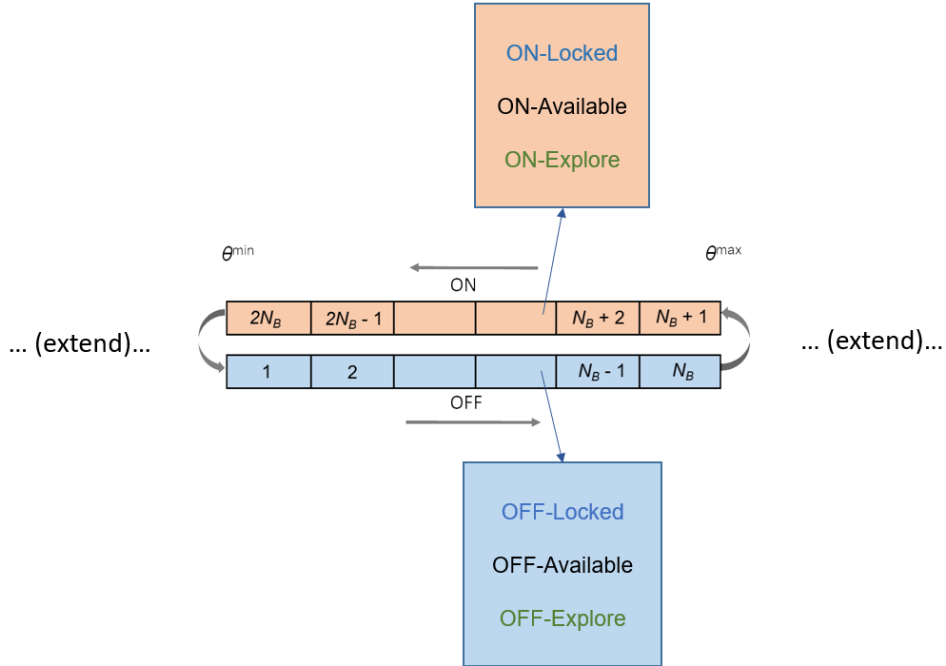 ON-Locked
ON-Available
ON-Explore
θmin
θmax
ON
2NB 2NB - 1 NB + 2 NB + 1
... (extend)...
... (extend)...
1 2 NB - 1 NB
OFF
OFF-Locked
OFF-Available
OFF-Explore